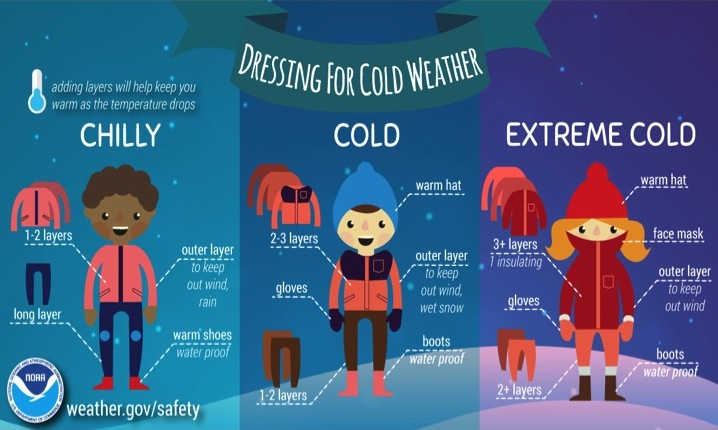 DRESSING FOR COLD WEATHER
adding layers will help keep you
warm as the temperature drops
CHILLY
1-2 layers
outer layer
to keep
out wind,
rain
long layer
warm shoes
water proof
COLD
warm hat
2-3 layers
outer layer
to keep
out wind,
wet snow
gloves
boots
water proof
1-2 layers
EXTREME COLD
warm hat
face mask
3+ layers
1 insulating
outer layer
to keep
out wind
gloves
boots
water proof
2+ layers
NOAA
weather.gov/safety